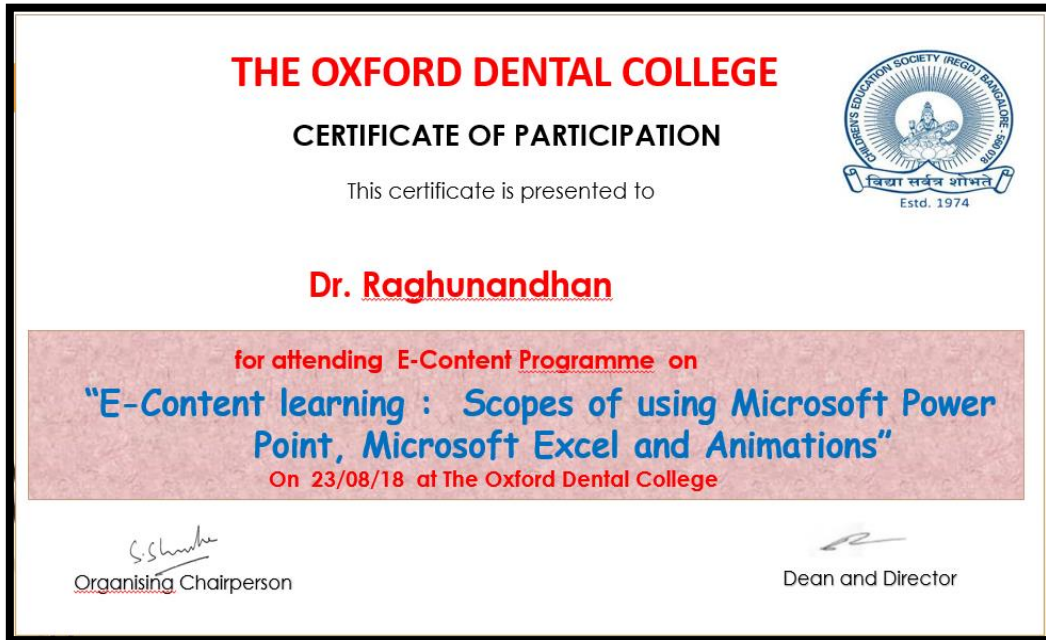 THE OXFORD DENTAL COLLEGE
CHILDREN'S EDUCATION SOCIETY (REGD.) BANGALORE - 560 078
विद्या सर्वत्र शोभते
Estd. 1974
CERTIFICATE OF PARTICIPATION
This certificate is presented to
Dr. Raghunandhan
for attending E-Content Programme on
“E-Content learning : Scopes of using Microsoft Power
Point, Microsoft Excel and Animations”
On 23/08/18 at The Oxford Dental College
Organising Chairperson
Dean and Director